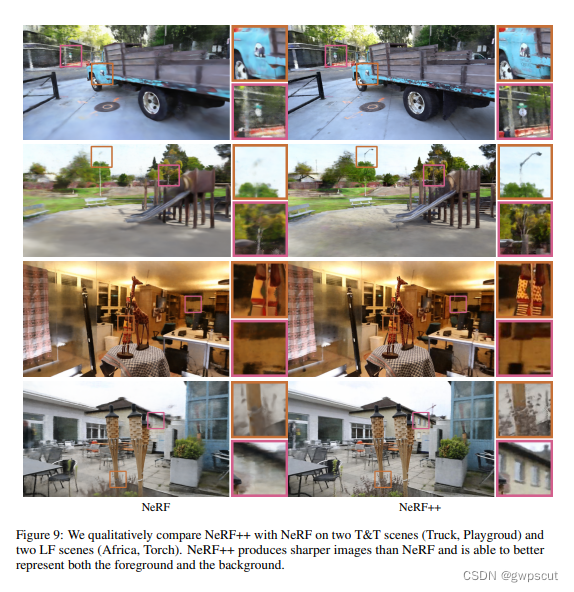 NeRF
NeRF++
Figure 9: We qualitatively compare NeRF++ with NeRF on two T&T scenes (Truck, Playgroud) and
two LF scenes (Africa, Torch). NeRF++ produces sharper images than NeRF and is able to better
represent both the foreground and the background.
CSDN @gwpscut